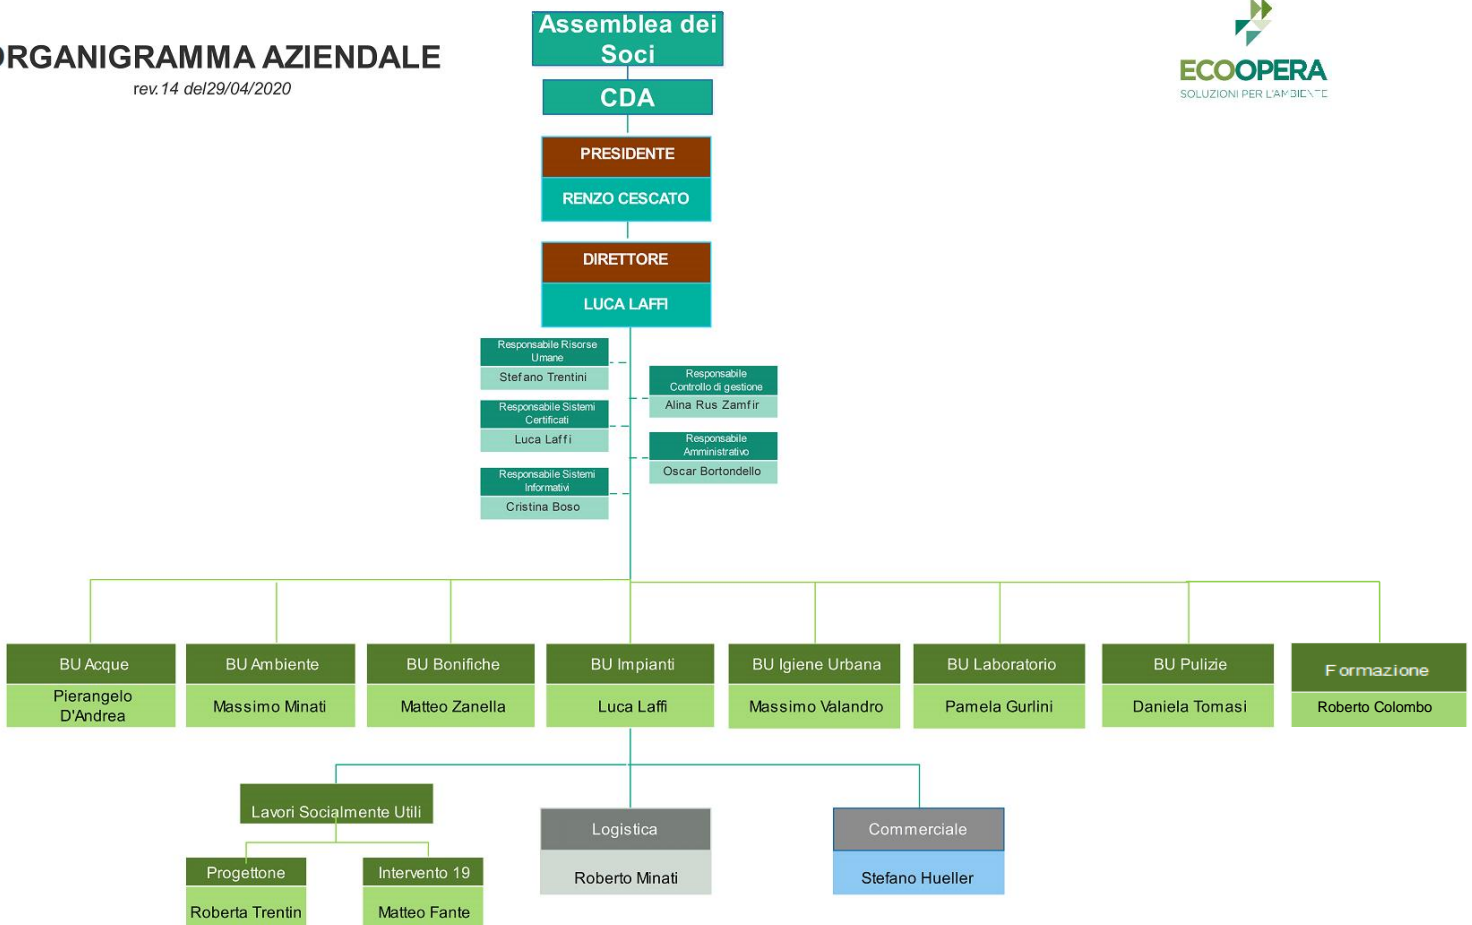 ORGANIGRAMMA AZIENDALE
rev.14 del29/04/2020
Assemblea dei
Soci
ECOOPERA
SOLUZIONI PER L'AMBIENTE
CDA
PRESIDENTE
RENZO CESCATO
DIRETTORE
LUCA LAFFI
Responsabile Risorse
Umane
Stefano Trentini
Responsabile
Controllo di gestione
Alina Rus Zamfir
Responsabile Sistemi
Certificati
Luca Laffi
Responsabile
Amministrativo
Oscar Bortondello
Responsabile Sistemi
Informativi
Cristina Boso
BU Acque
Pierangelo
D'Andrea
BU Ambiente
Massimo Minati
BU Bonifiche
Matteo Zanella
BU Impianti
Luca Laffi
BU Igiene Urbana
Massimo Valandro
BU Laboratorio
Pamela Gurlini
BU Pulizie
Daniela Tomasi
Formazione
Roberto Colombo
Lavori Socialmente Utili
Progettone
Roberta Trentin
Intervento 19
Matteo Fante
Logistica
Roberto Minati
Commerciale
Stefano Hueller